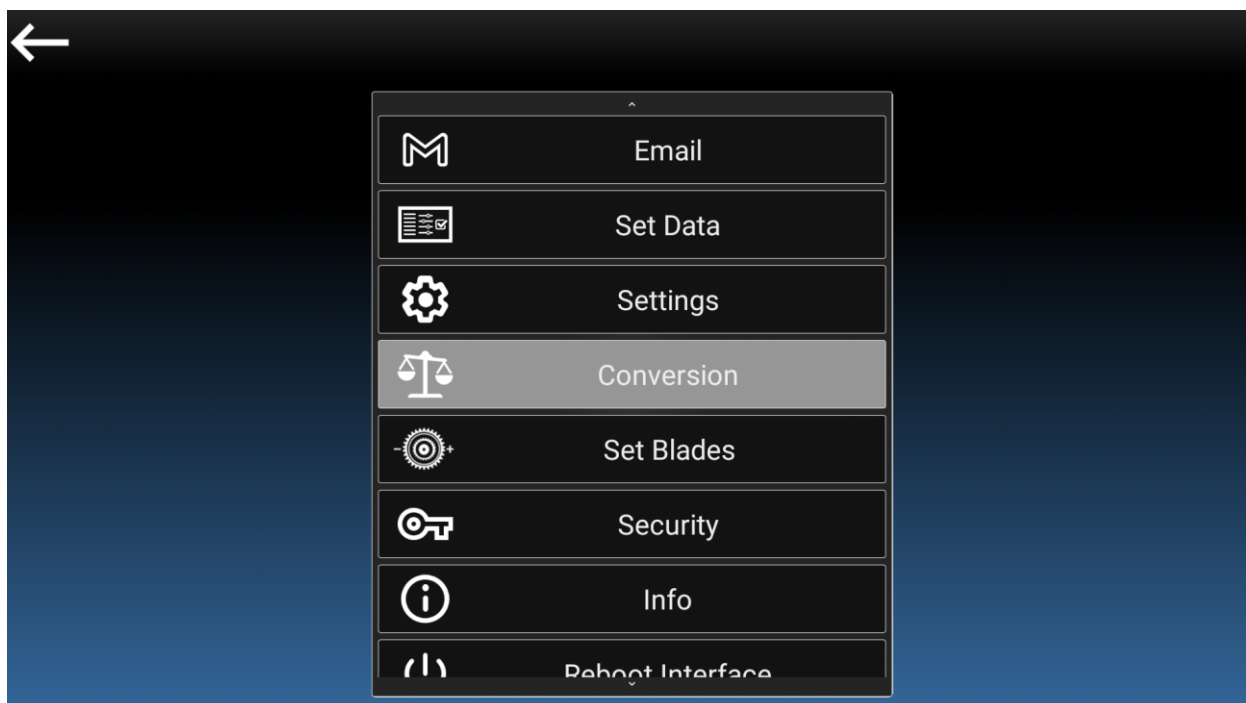 Email
Set Data
Settings
Conversion
Set Blades
Security
Info
Reboot Interface